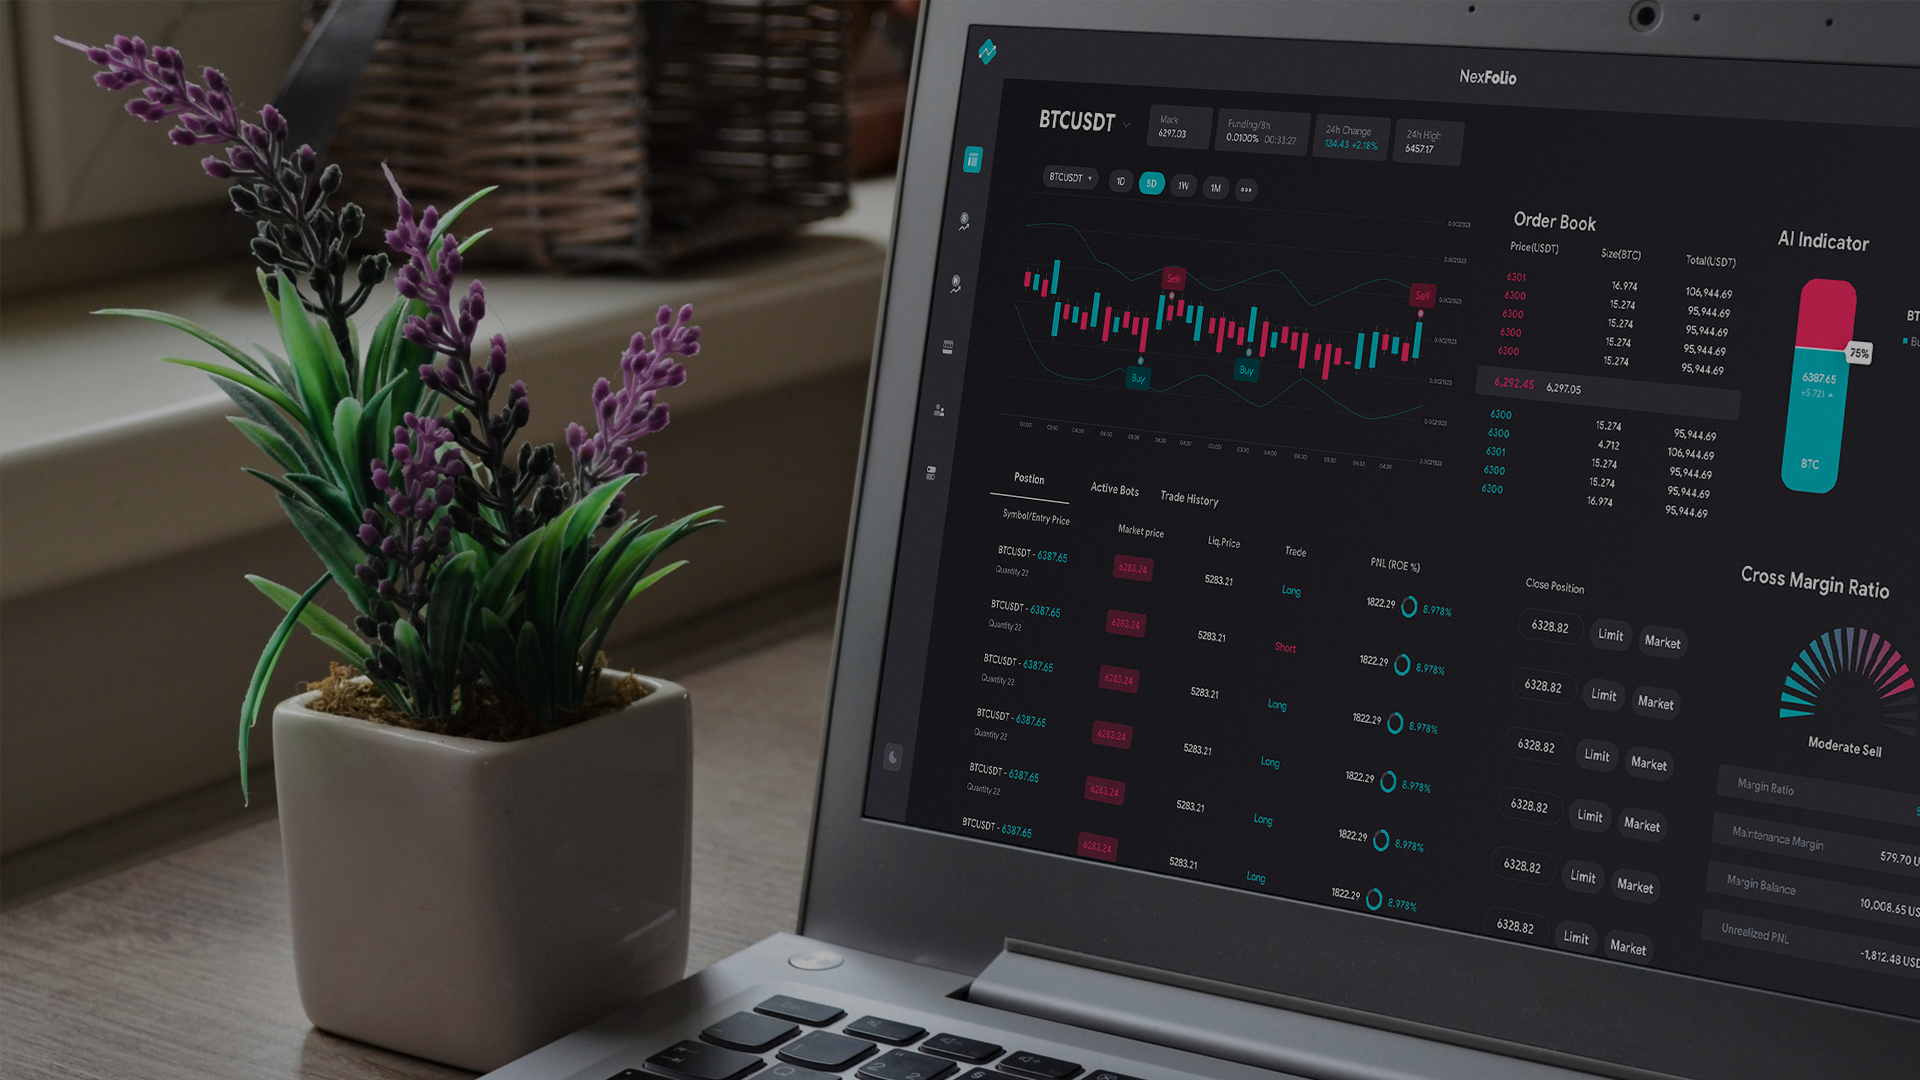 NexFolio
BTCUSDT
Mark
6297.03
Funding/8h
0.0100% 00:33:27
24h Change
134.43 +2.18%
24h High
6457.17
BTCUSDT
1D
5D
1W
1M
Sell
Sell
Buy
Buy
Order Book
Price(USDT) Size(BTC) Total(USDT)
6301 16.974 106,944.69
6300 15.274 95,944.69
6300 15.274 95,944.69
6300 15.274 95,944.69
6300 15.274 95,944.69
6,292.45 6,297.05
6300 15.274 95,944.69
6300 4.712 106,944.69
6301 15.274 95,944.69
6300 15.274 95,944.69
6300 16.974 95,944.69
AI Indicator
75%
6387.65
+5.721
BTC
Postion Active Bots Trade History
Symbol/Entry Price Market price Liq.Price Trade PNL (ROE %) Close Position
BTCUSDT - 6387.65 6283.24 5283.21 Long 1822.29 8.978% 6328.82 Limit Market
Quantity 22
BTCUSDT - 6387.65 6283.24 5283.21 Short 1822.29 8.978% 6328.82 Limit Market
Quantity 22
BTCUSDT - 6387.65 6283.24 5283.21 Long 1822.29 8.978% 6328.82 Limit Market
Quantity 22
BTCUSDT - 6387.65 6283.24 5283.21 Long 1822.29 8.978% 6328.82 Limit Market
Quantity 22
BTCUSDT - 6387.65 6283.24 5283.21 Long 1822.29 8.978% 6328.82 Limit Market
Quantity 22
BTCUSDT - 6387.65 6283.24 5283.21 Long 1822.29 8.978% 6328.82 Limit Market
Cross Margin Ratio
Moderate Sell
Margin Ratio
Maintenance Margin 579.70 U
Margin Balance 10,008.65 US
Unrealized PNL -1,812.48 USD